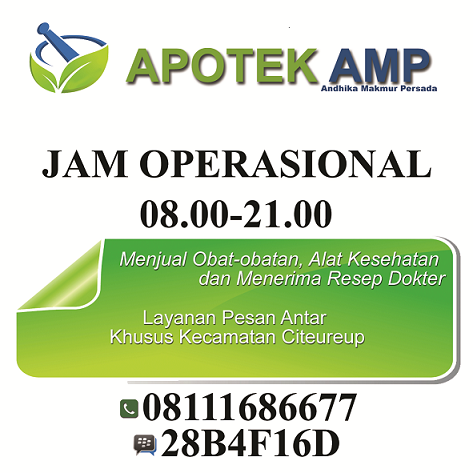 APOTEK AMP
Andhika Makmur Persada
JAM OPERASIONAL
08.00-21.00
Menjual Obat-obatan, Alat Kesehatan
dan Menerima Resep Dokter
Layanan Pesan Antar
Khusus Kecamatan Citeureup
08111686677
28B4F16D